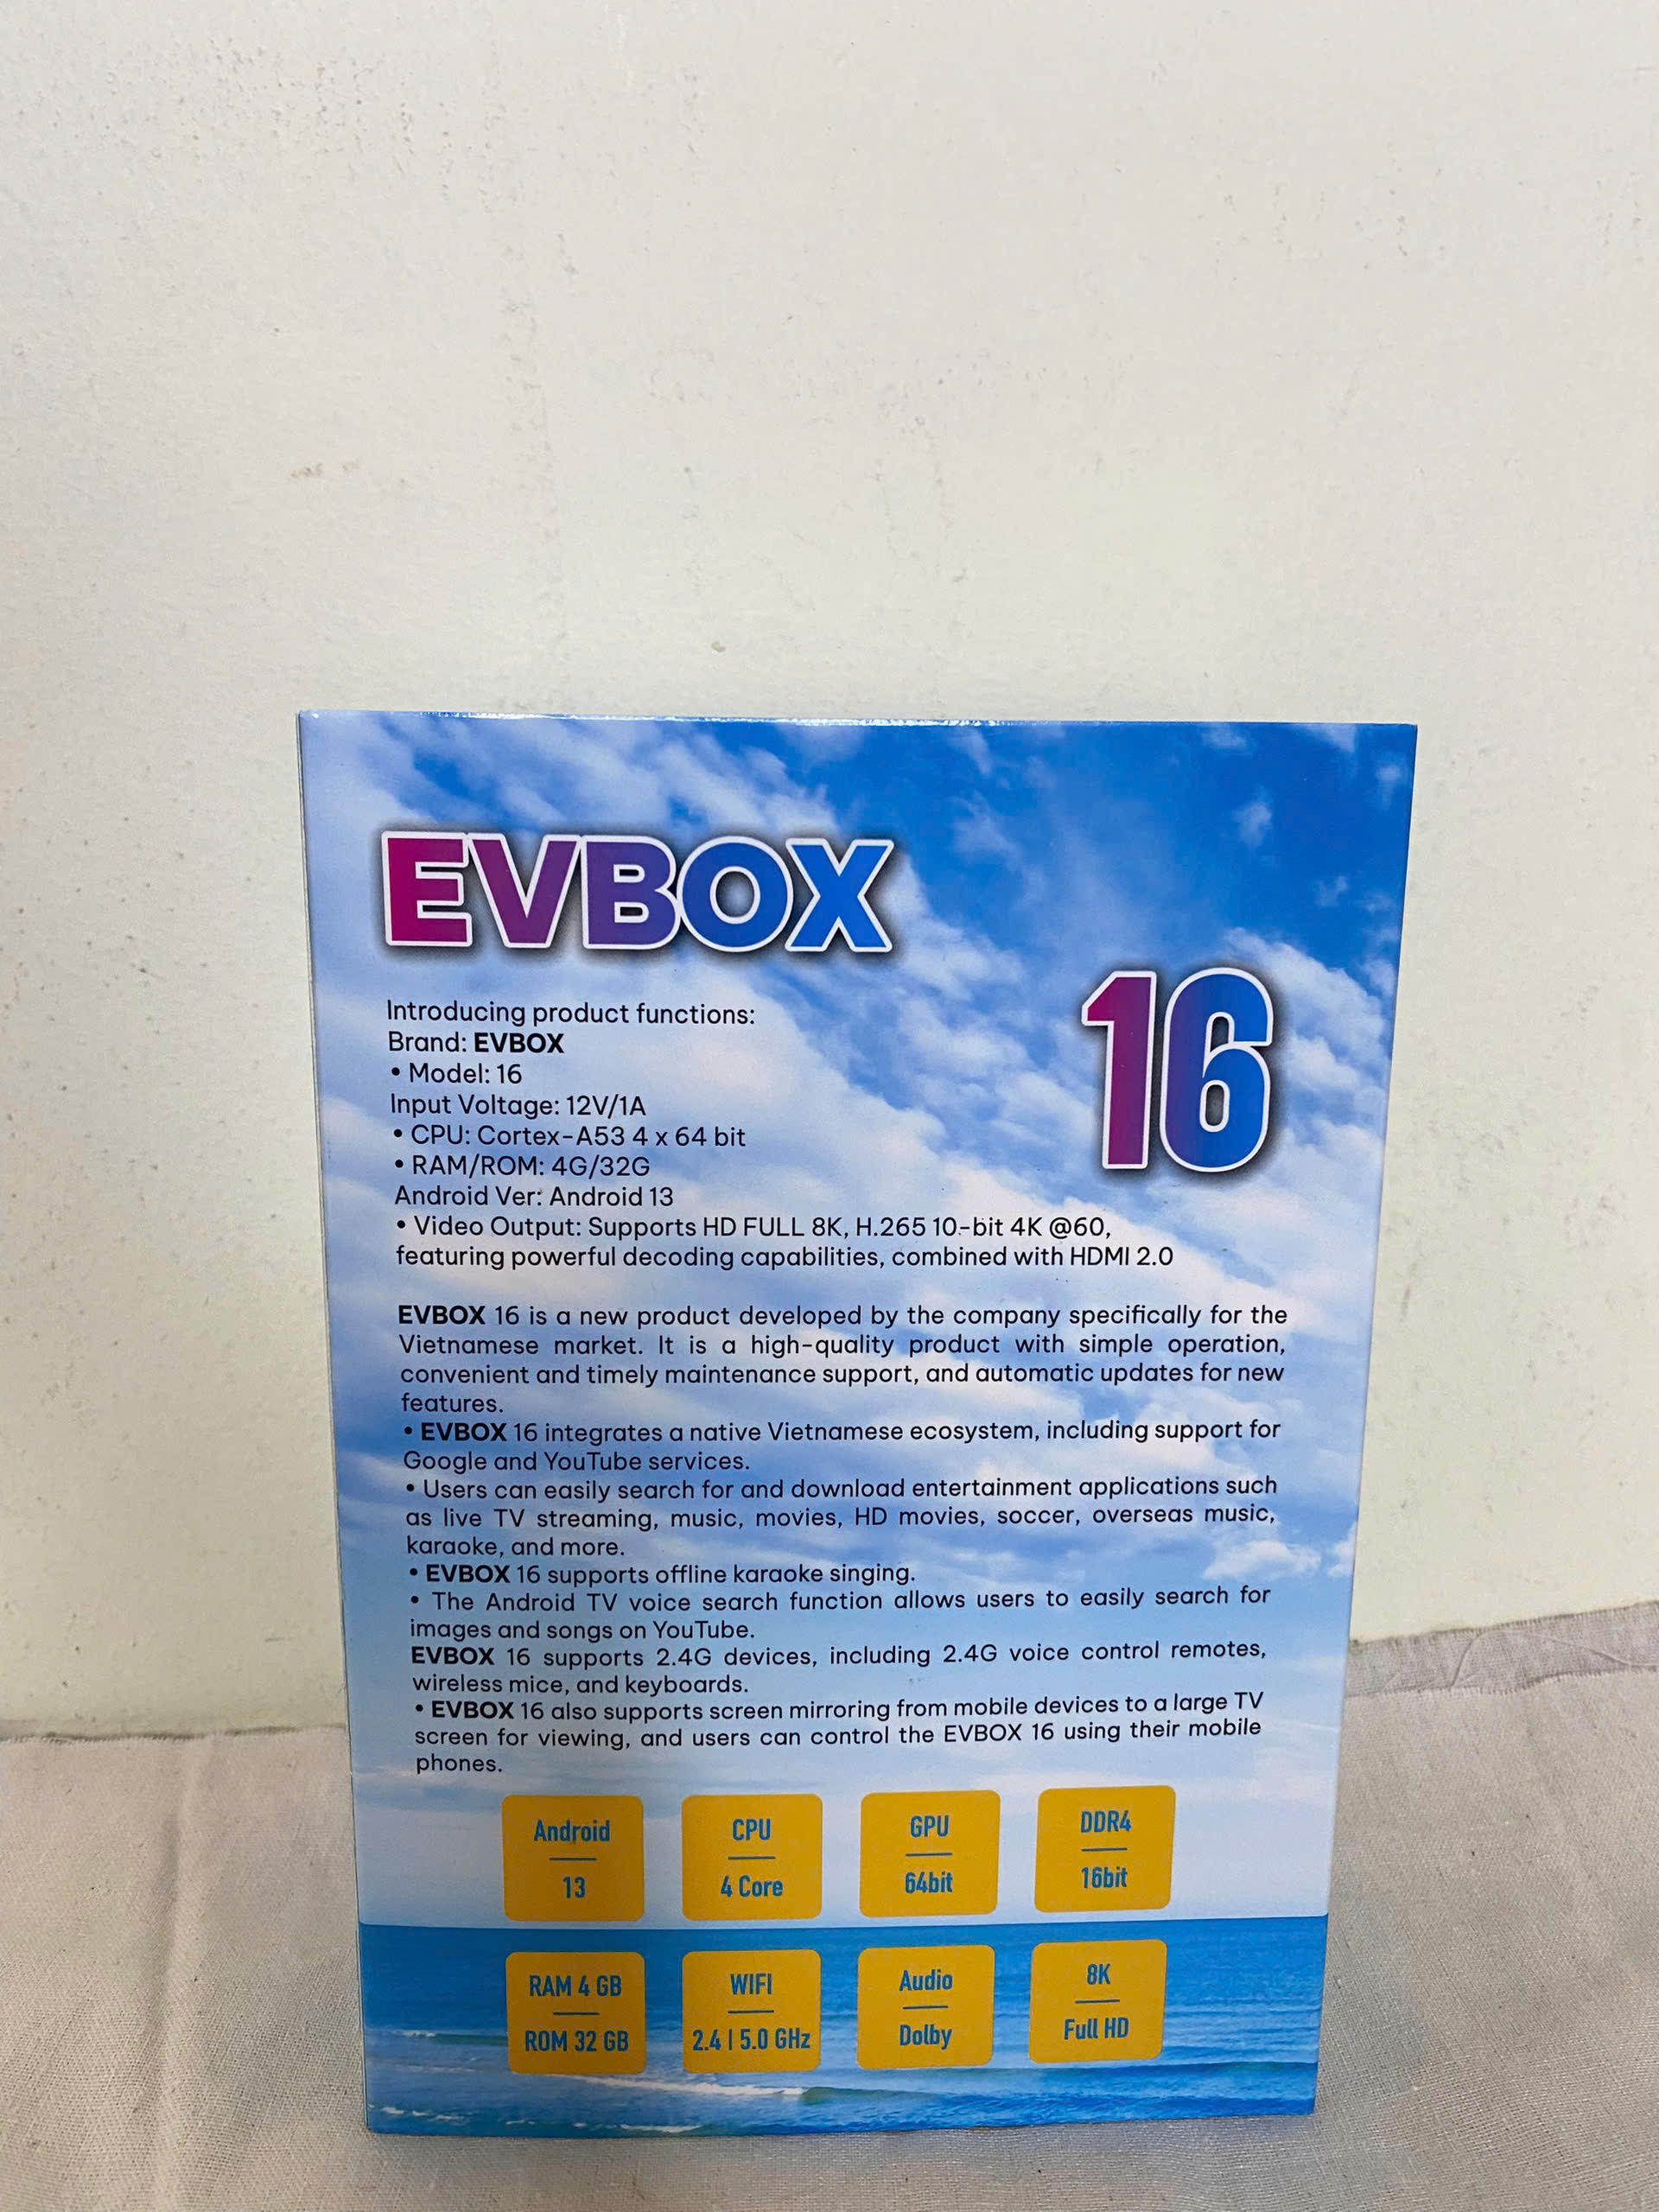 EVBOX
16
Introducing product functions:
Brand: EVBOX
• Model: 16
Input Voltage: 12V/1A
• CPU: Cortex-A53 4 x 64 bit
• RAM/ROM: 4G/32G
Android Ver: Android 13
• Video Output: Supports HD FULL 8K, H.265 10-bit 4K @60,
featuring powerful decoding capabilities, combined with HDMI 2.0
EVBOX 16 is a new product developed by the company specifically for the
Vietnamese market. It is a high-quality product with simple operation,
convenient and timely maintenance support, and automatic updates for new
features.
• EVBOX 16 integrates a native Vietnamese ecosystem, including support for
Google and YouTube services.
• Users can easily search for and download entertainment applications such
as live TV streaming, music, movies, HD movies, soccer, overseas music,
karaoke, and more.
• EVBOX 16 supports offline karaoke singing.
• The Android TV voice search function allows users to easily search for
images and songs on YouTube.
EVBOX 16 supports 2.4G devices, including 2.4G voice control remotes,
wireless mice, and keyboards.
• EVBOX 16 also supports screen mirroring from mobile devices to a large TV
screen for viewing, and users can control the EVBOX 16 using their mobile
phones.
Android
13
CPU
4 Core
GPU
64bit
DDR4
16bit
RAM 4 GB
ROM 32 GB
WIFI
2.4 | 5.0 GHz
Audio
Dolby
8K
Full HD